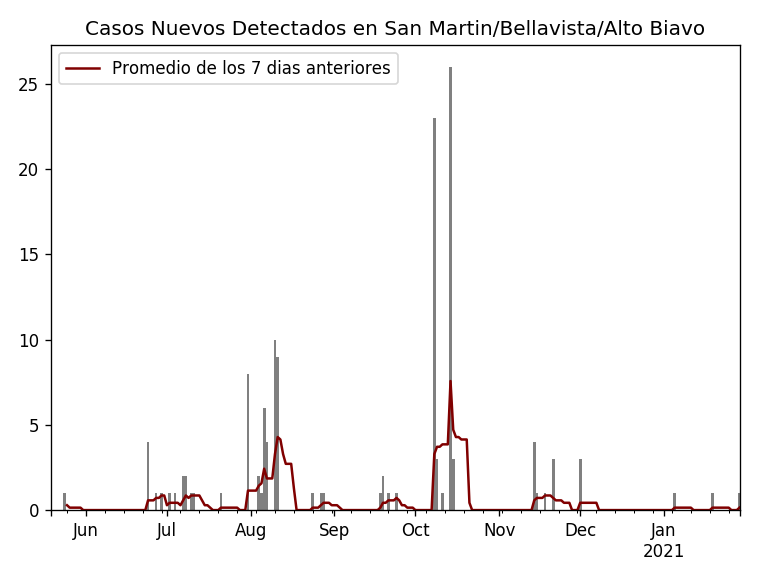 Casos Nuevos Detectados en San Martin/Bellavista/Alto Biavo
Promedio de los 7 dias anteriores
25
20
15
10
5
0
Jun Jul Aug Sep Oct Nov Dec Jan
2021